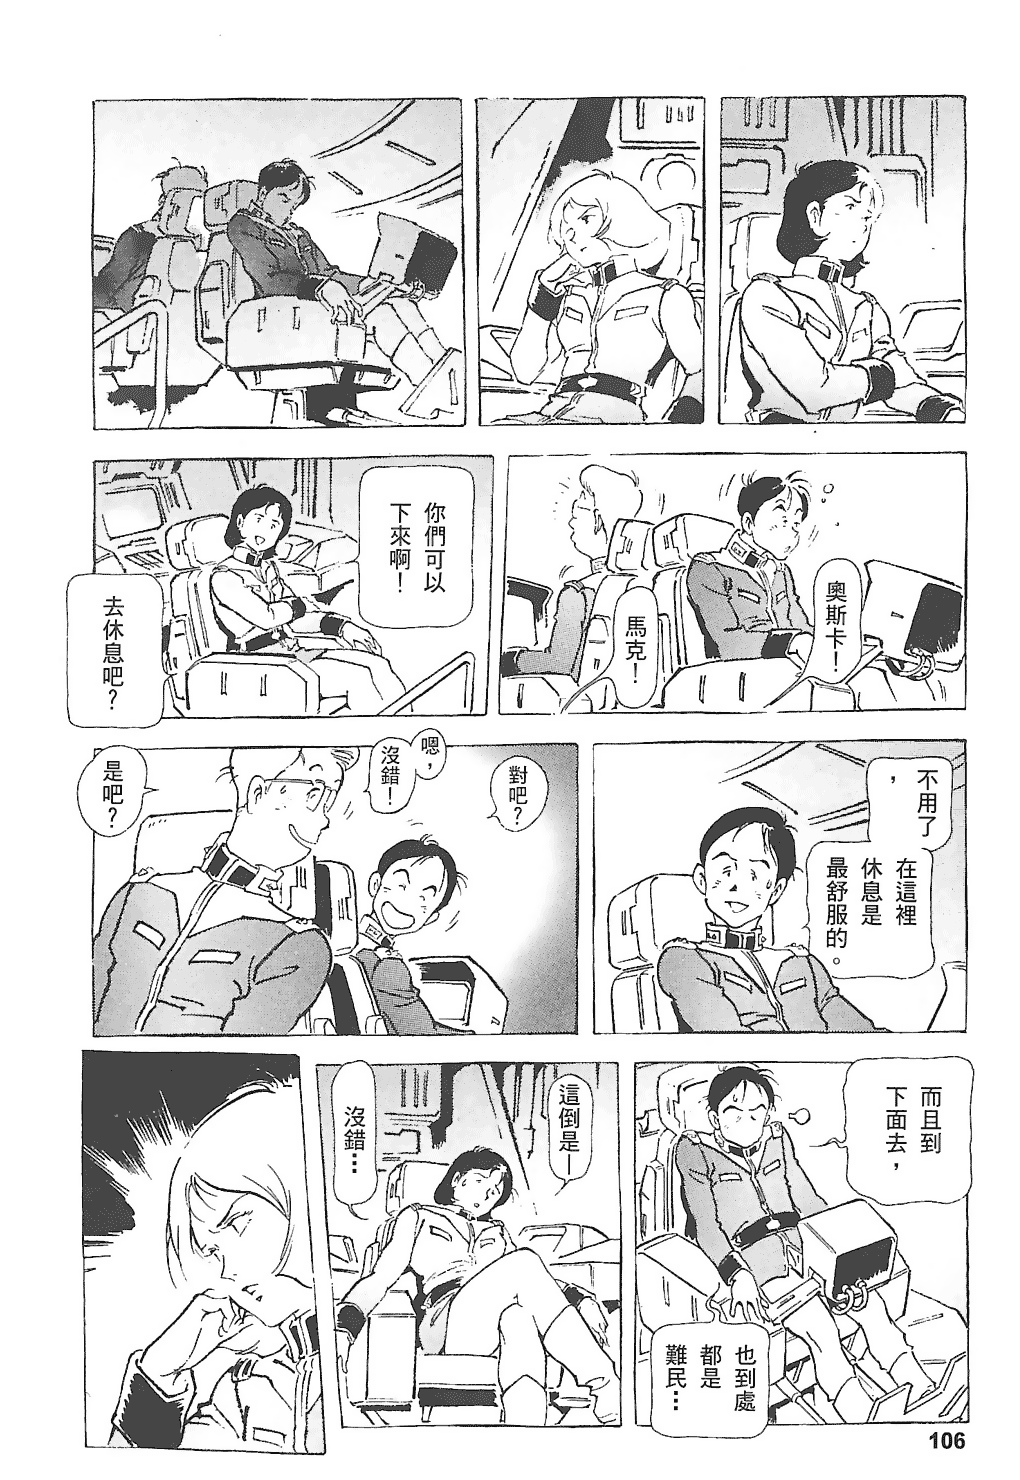 奧斯卡！
馬克！
你們可以
下來啊！
去休息吧？
不用了
，
在這裡
休息是
最舒服的。
對吧？
嗯，
沒錯！
是吧？
而且到
下面去，
也到處
都是
難民…
這倒是—
沒錯…
106